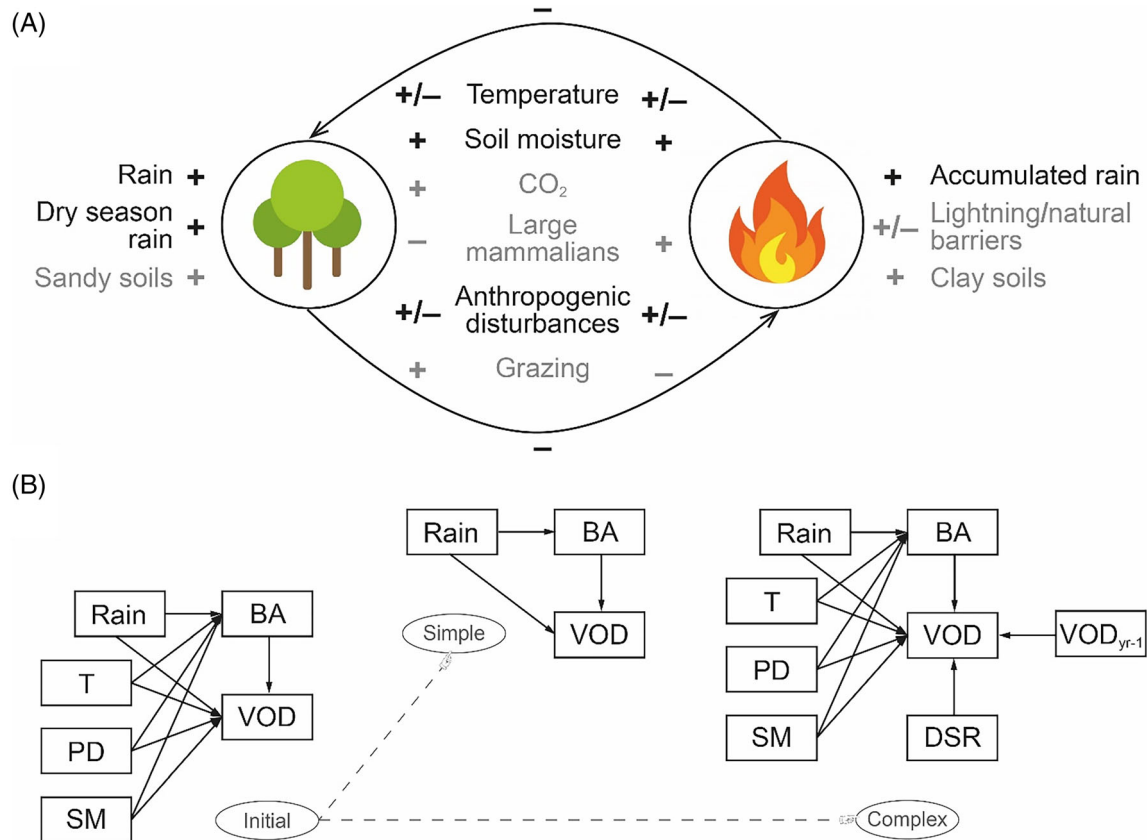 (A)
–
+/– Temperature +/–
+ Soil moisture +
Rain +
+ Accumulated rain
+ CO₂
Dry season
rain +
+/– Lightning/natural
barriers
– Large
mammalians +
Sandy soils +
+ Clay soils
+/– Anthropogenic
disturbances +/–
+ Grazing –
–
(B)
Rain
BA
T
VOD
PD
SM
Initial
Rain
BA
Simple
VOD
Rain
BA
T
VOD
VODyr-1
PD
SM
DSR
Complex